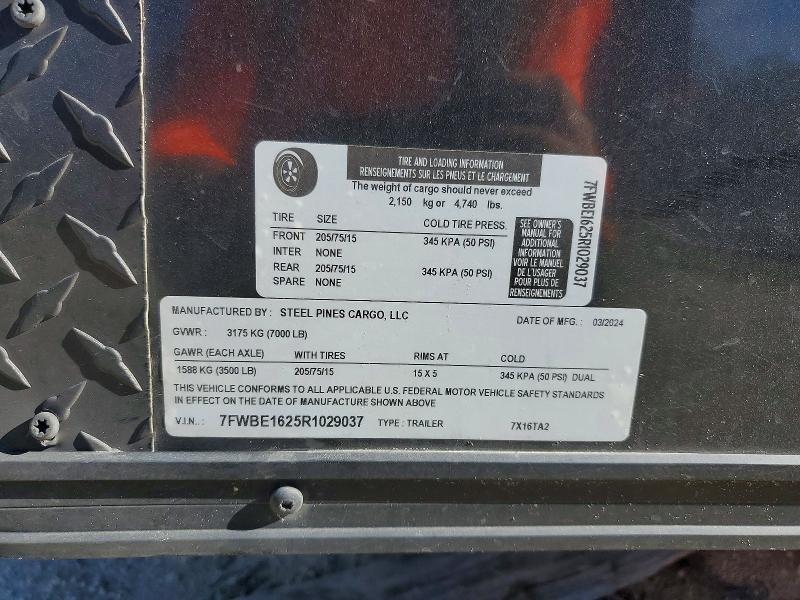 TIRE AND LOADING INFORMATION
RENSEIGNEMENTS SUR LES PNEUS ET LE CHARGEMENT
The weight of cargo should never exceed
2,150 kg or 4,740 lbs.
TIRE SIZE COLD TIRE PRESS.
FRONT 205/75/15 345 KPA (50 PSI)
INTER NONE
REAR 205/75/15 345 KPA (50 PSI)
SPARE NONE
SEE OWNER'S
MANUAL FOR
ADDITIONAL
INFORMATION
VOIR LE MANUEL
DE L'USAGER
POUR PLUS DE
RENSEIGNEMENTS
7FWBE1625R1029037
MANUFACTURED BY: STEEL PINES CARGO, LLC DATE OF MFG.: 03/2024
GVWR: 3175 KG (7000 LB)
GAWR (EACH AXLE) WITH TIRES RIMS AT COLD
1588 KG (3500 LB) 205/75/15 15 X 5 345 KPA (50 PSI) DUAL
THIS VEHICLE CONFORMS TO ALL APPLICABLE U.S. FEDERAL MOTOR VEHICLE SAFETY STANDARDS
IN EFFECT ON THE DATE OF MANUFACTURE SHOWN ABOVE
V.I.N..: 7FWBE1625R1029037 TYPE: TRAILER 7X16TA2